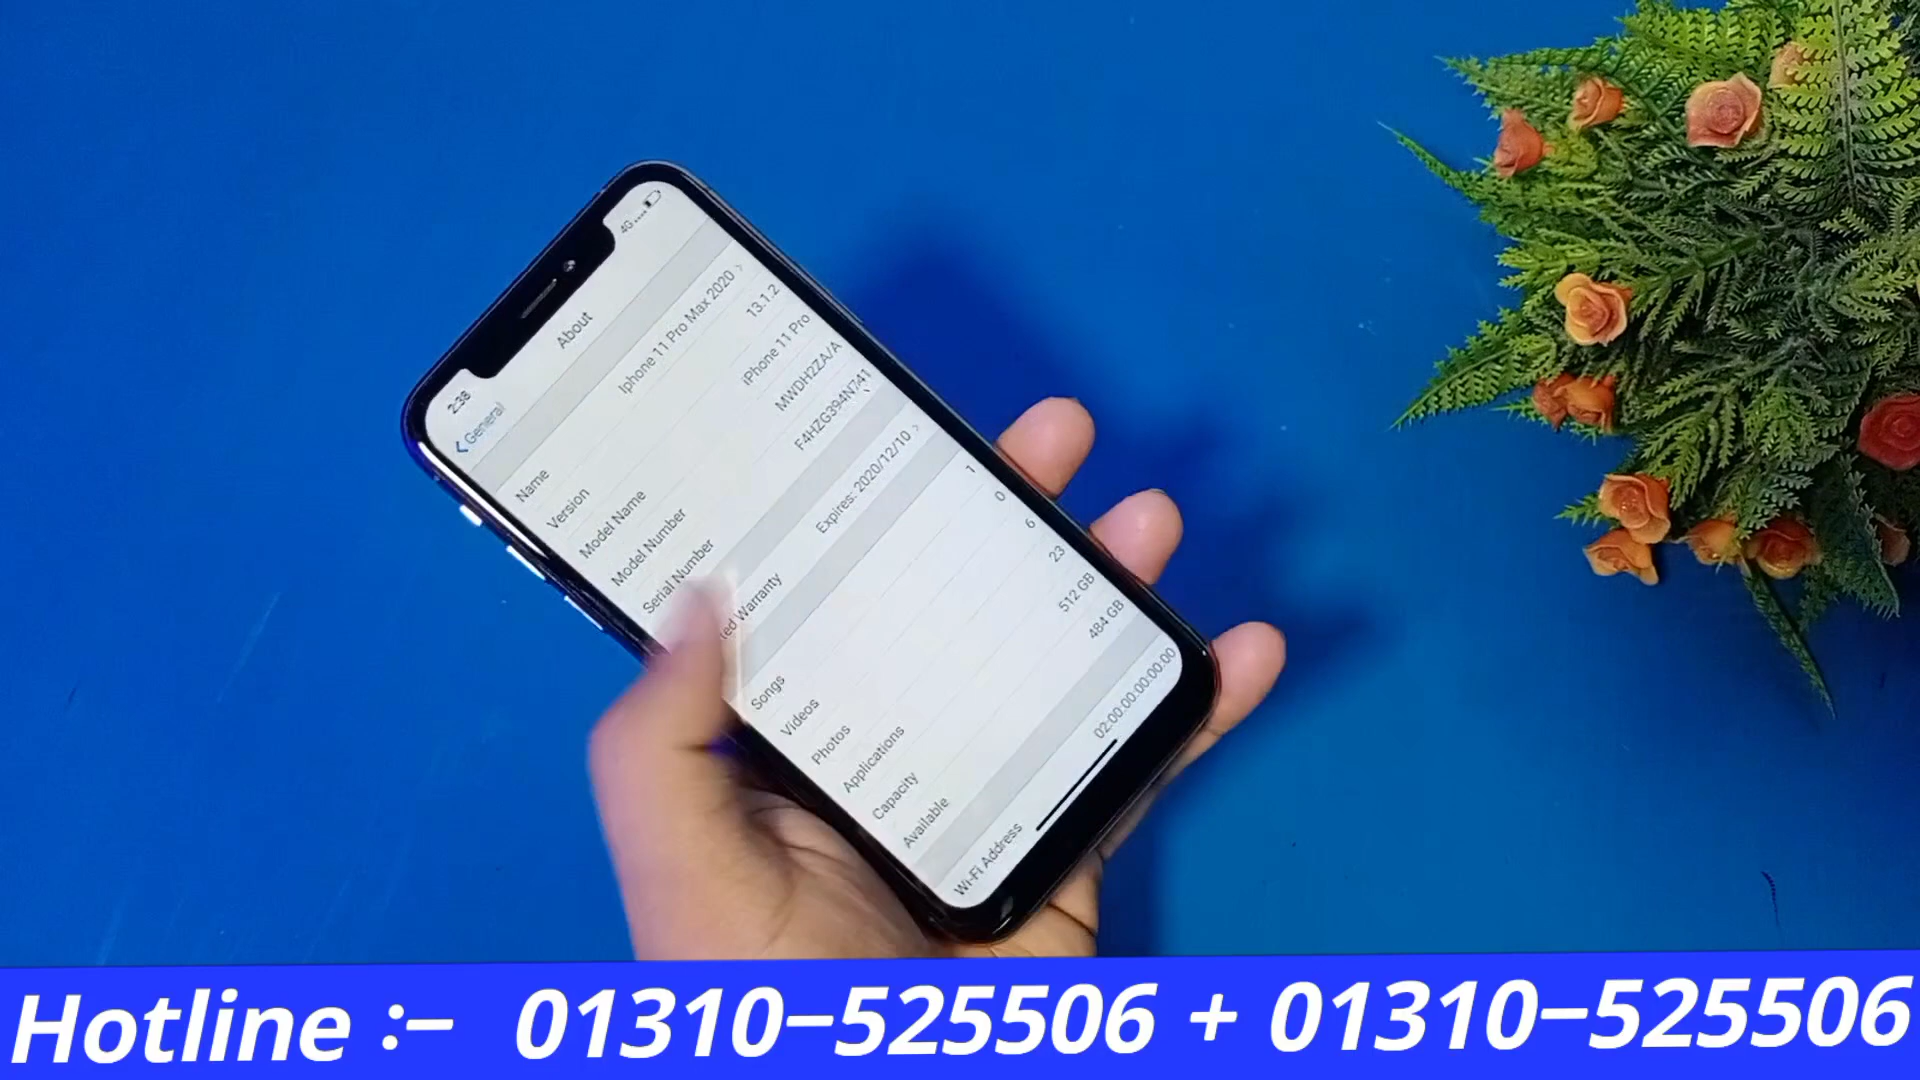 4G
2:38
General
About
Name Iphone 11 Pro Max 2020
Version 13.1.2
Model Name iPhone 11 Pro
Model Number MWDH2ZA/A
Serial Number F4HZG394N741
ted Warranty Expires: 2020/12/10
Songs 1
Videos 0
Photos 6
Applications 23
Capacity 512 GB
Available 484 GB
Wi-Fi Address 02:00:00:00:00:00
Hotline :- 01310-525506 + 01310-525506